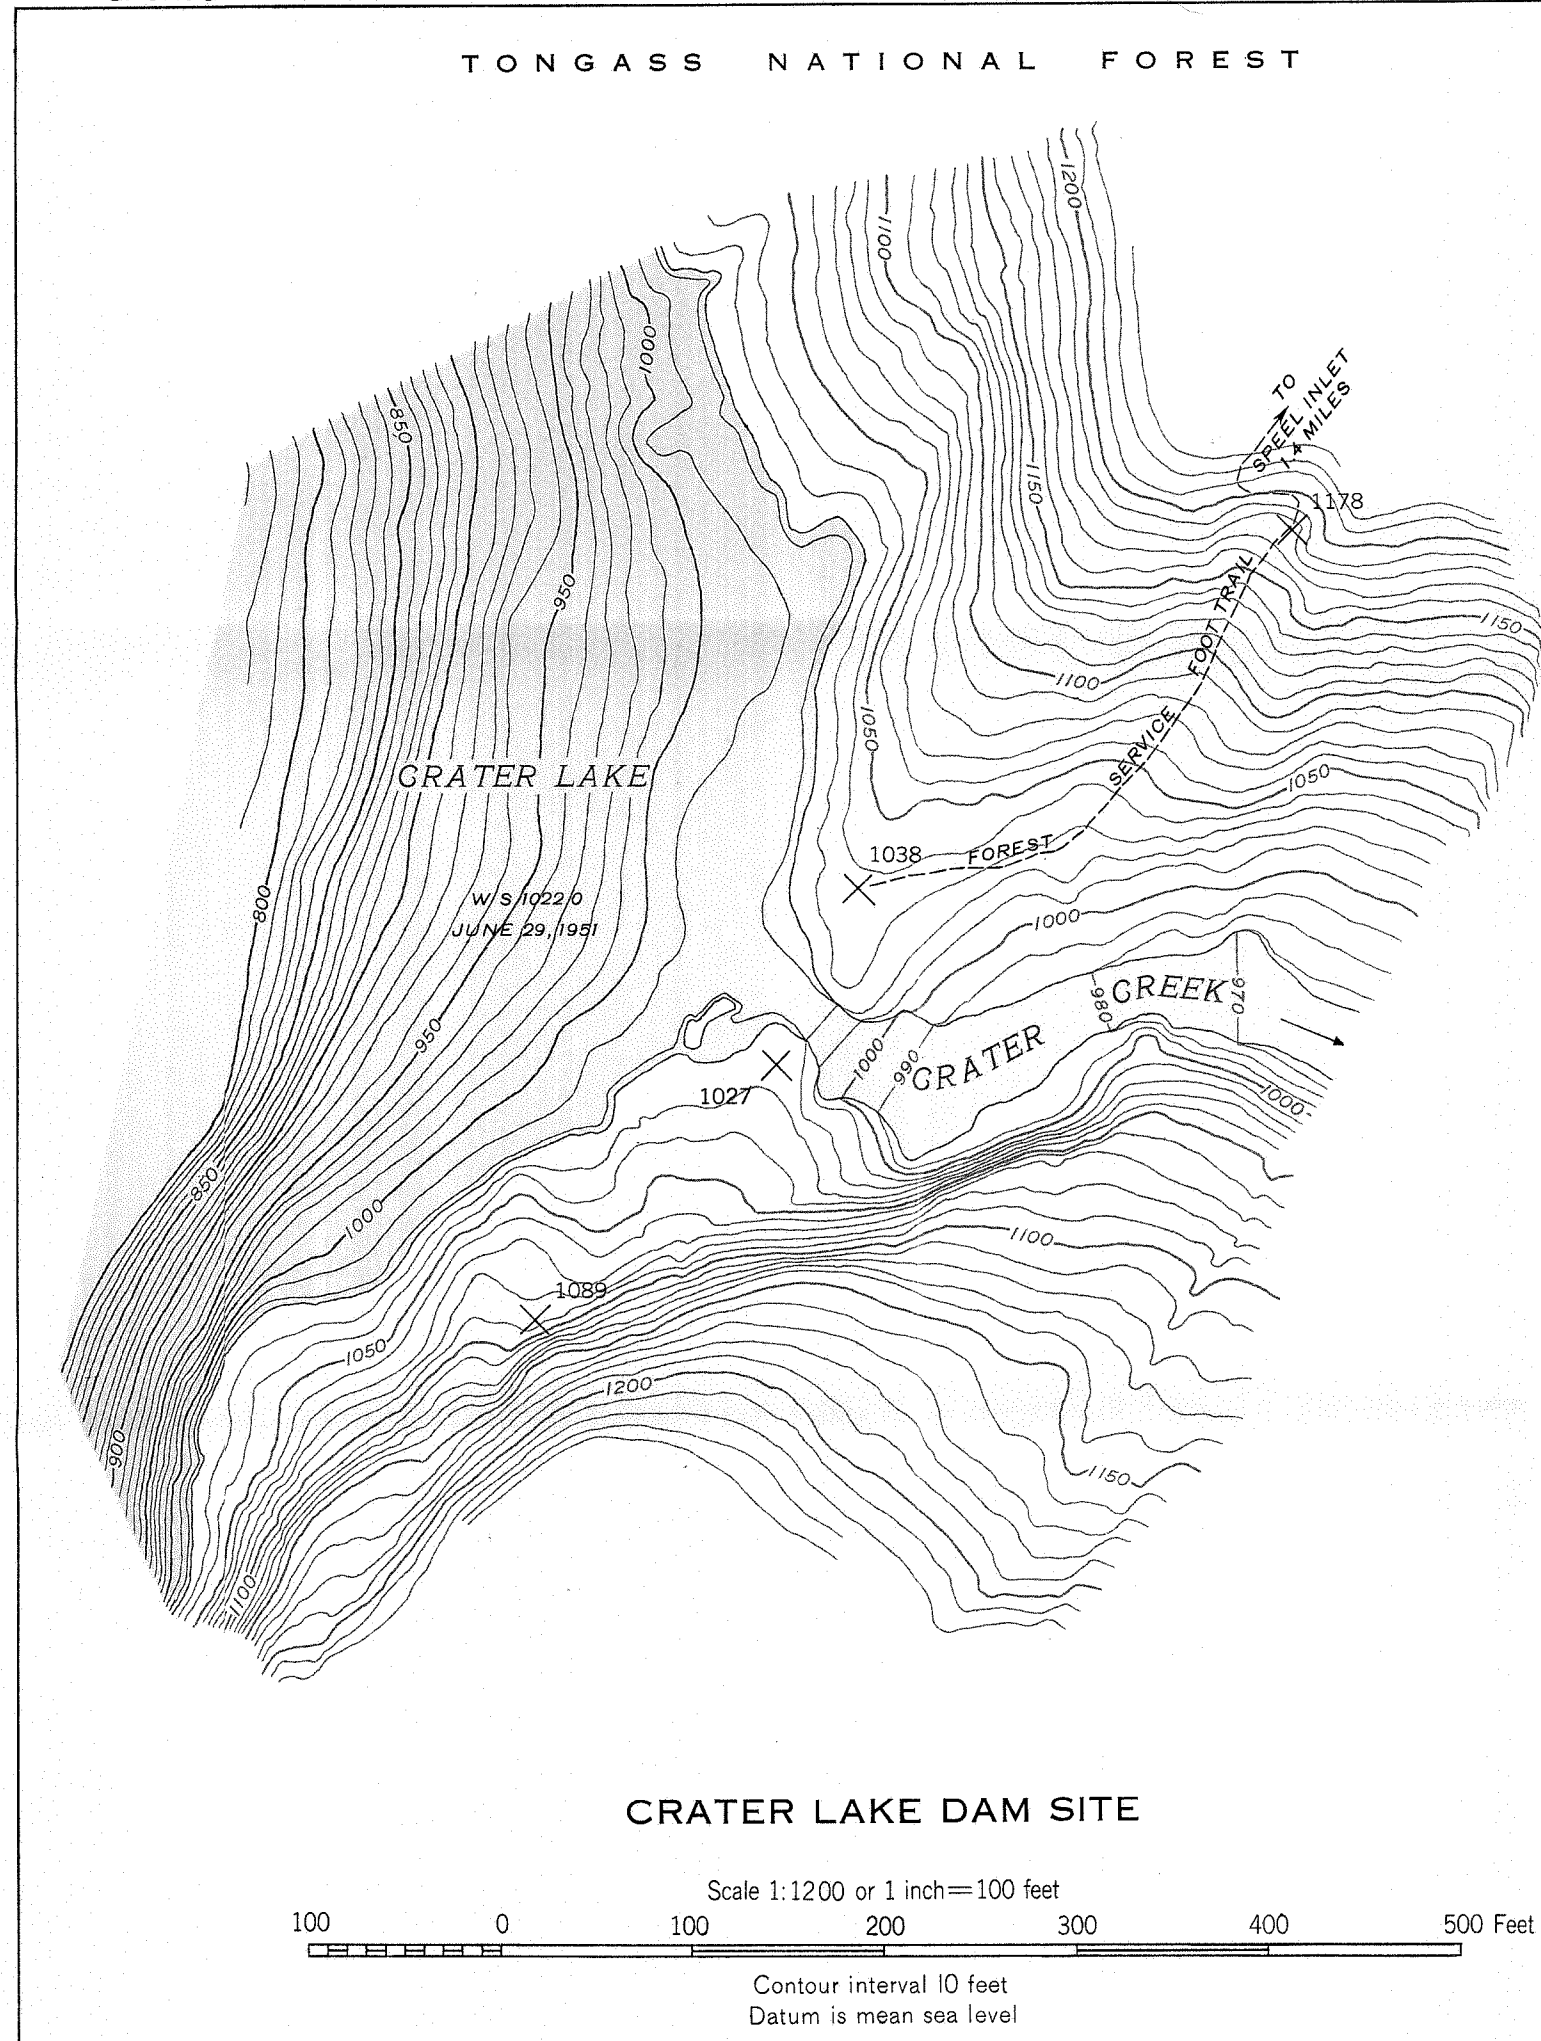 TONGASS NATIONAL FOREST
1200
1100
1000
850
TO
SPEEL INLET
1.4 MILES
1150
1178
950
1150
1100
1050
FOREST SERVICE FOOT TRAIL
1050
CRATER LAKE
1038
800
W S 1022.0
JUNE 29, 1951
1000
CRATER CREEK
980
970
950
1000
990
1027
1000
850
1000
1100
1089
1050
1200
900
1150
1100
CRATER LAKE DAM SITE
Scale 1:1200 or 1 inch=100 feet
100 0 100 200 300 400 500 Feet
Contour interval 10 feet
Datum is mean sea level